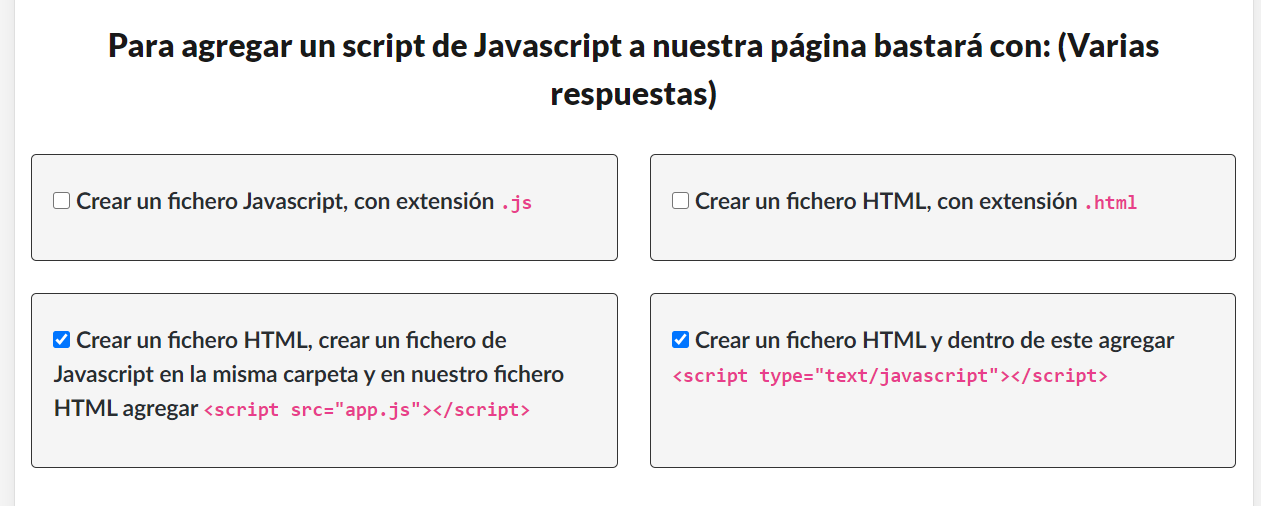 Para agregar un script de Javascript a nuestra página bastará con: (Varias
respuestas)
Crear un fichero Javascript, con extensión .js
Crear un fichero HTML, con extensión .html
Crear un fichero HTML, crear un fichero de
Javascript en la misma carpeta y en nuestro fichero
HTML agregar <script src="app.js"></script>
Crear un fichero HTML y dentro de este agregar
<script type="text/javascript"></script>